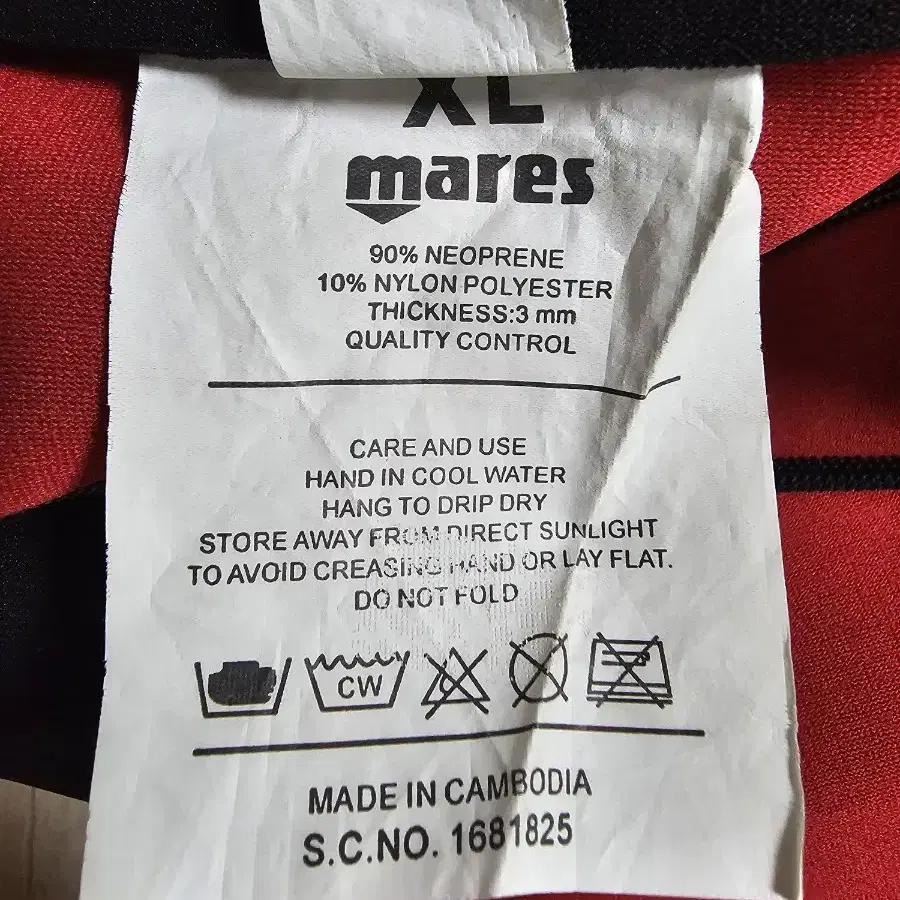 XL
mares
90% NEOPRENE
10% NYLON POLYESTER
THICKNESS:3 mm
QUALITY CONTROL
CARE AND USE
HAND IN COOL WATER
HANG TO DRIP DRY
STORE AWAY FROM DIRECT SUNLIGHT
TO AVOID CREASING HAND OR LAY FLAT.
DO NOT FOLD
CW
MADE IN CAMBODIA
S.C.NO. 1681825